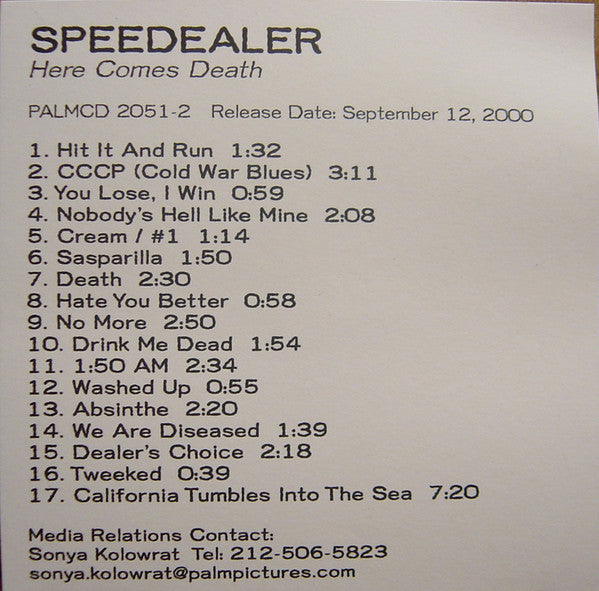 SPEEDEALER
Here Comes Death
PALMCD 2051-2 Release Date: September 12, 2000
1. Hit It And Run 1:32
2. CCCP (Cold War Blues) 3:11
3. You Lose, I Win 0:59
4. Nobody's Hell Like Mine 2:08
5. Cream / #1 1:14
6. Sasparilla 1:50
7. Death 2:30
8. Hate You Better 0:58
9. No More 2:50
10. Drink Me Dead 1:54
11. 1:50 AM 2:34
12. Washed Up 0:55
13. Absinthe 2:20
14. We Are Diseased 1:39
15. Dealer's Choice 2:18
16. Tweeked 0:39
17. California Tumbles Into The Sea 7:20
Media Relations Contact:
Sonya Kolowrat Tel: 212-506-5823
sonya.kolowrat@palmpictures.com